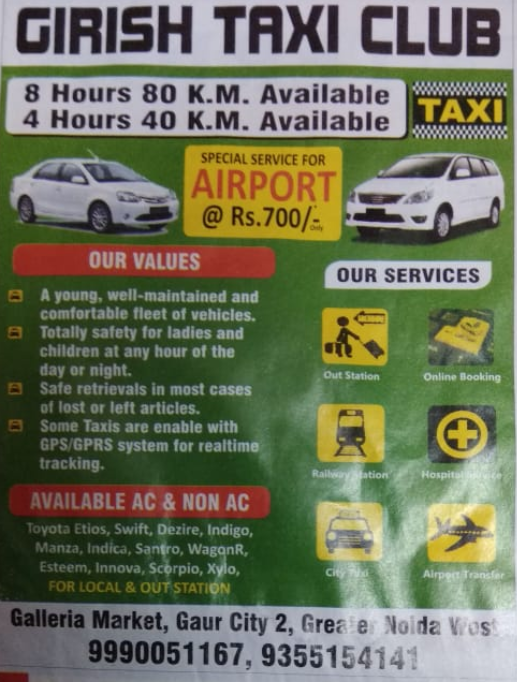 GIRISH TAXI CLUB
8 Hours 80 K.M. Available
4 Hours 40 K.M. Available
TAXI
SPECIAL SERVICE FOR
AIRPORT
@ Rs.700/-
Only
OUR VALUES
A young, well-maintained and
comfortable fleet of vehicles.
Totally safety for ladies and
children at any hour of the
day or night.
Safe retrievals in most cases
of lost or left articles.
Some Taxis are enable with
GPS/GPRS system for realtime
tracking.
OUR SERVICES
Out Station
Online Booking
Railway Station
Hospital Service
City Taxi
Airport Transfer
AVAILABLE AC & NON AC
Toyota Etios, Swift, Dezire, Indigo,
Manza, Indica, Santro, WagonR,
Esteem, Innova, Scorpio, Xylo,
FOR LOCAL & OUT STATION
Galleria Market, Gaur City 2, Greater Noida West
9990051167, 9355154141